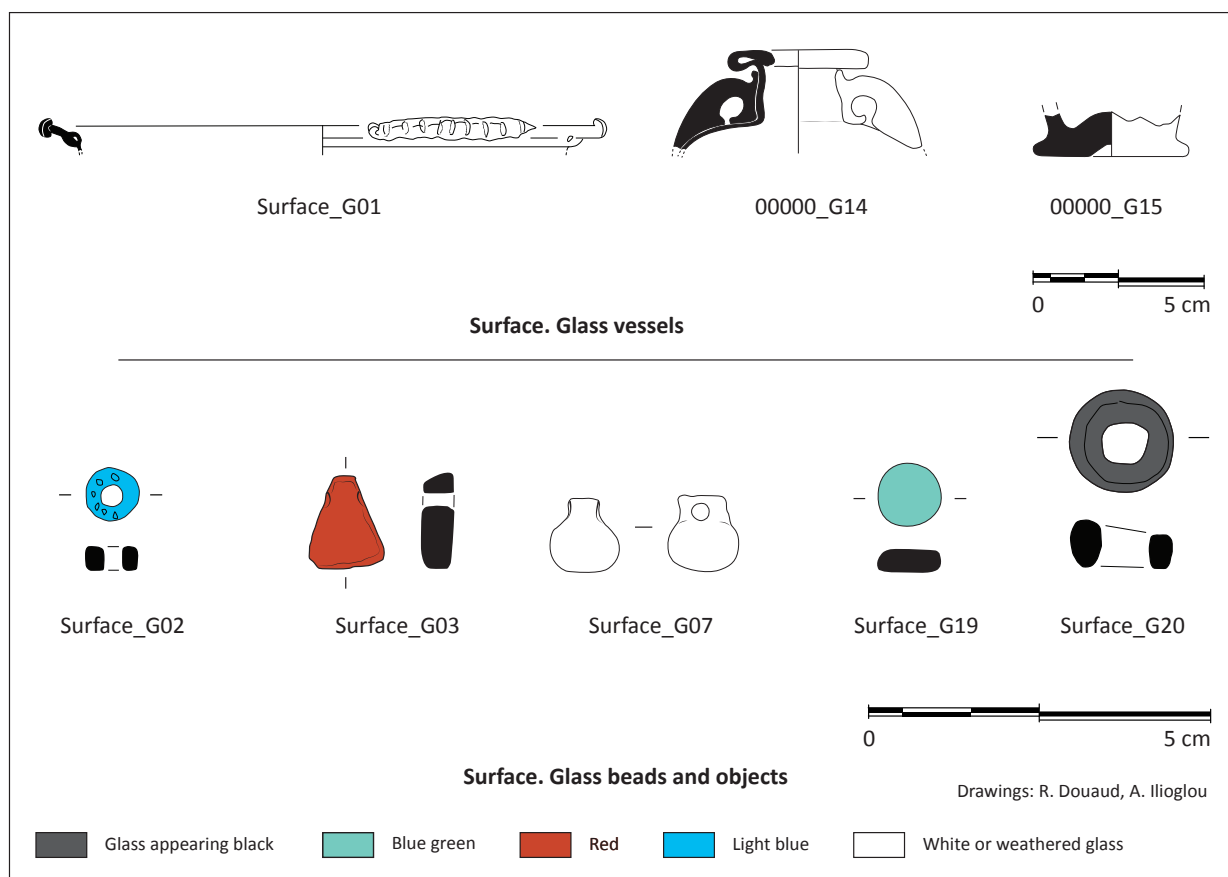 Surface_G01
00000_G14
00000_G15
0 5 cm
Surface. Glass vessels
Surface_G02
Surface_G03
Surface_G07
Surface_G19
Surface_G20
0 5 cm
Surface. Glass beads and objects
Drawings: R. Douaud, A. Ilioglou
Glass appearing black
Blue green
Red
Light blue
White or weathered glass